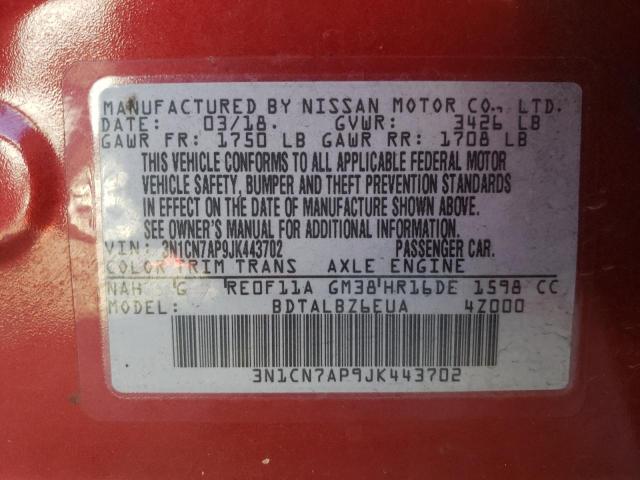 MANUFACTURED BY NISSAN MOTOR CO., LTD.
DATE: 03/18. GVWR: 3426 LB
GAWR FR: 1750 LB GAWR RR: 1708 LB
THIS VEHICLE CONFORMS TO ALL APPLICABLE FEDERAL MOTOR
VEHICLE SAFETY, BUMPER AND THEFT PREVENTION STANDARDS
IN EFFECT ON THE DATE OF MANUFACTURE SHOWN ABOVE.
SEE OWNER'S MANUAL FOR ADDITIONAL INFORMATION.
VIN: 3N1CN7AP9JK443702 PASSENGER CAR.
COLOR TRIM TRANS AXLE ENGINE
NAH G RE0F11A GM38 HR16DE 1598 CC
MODEL: BDTALBZ6EUA 4Z000
3N1CN7AP9JK443702